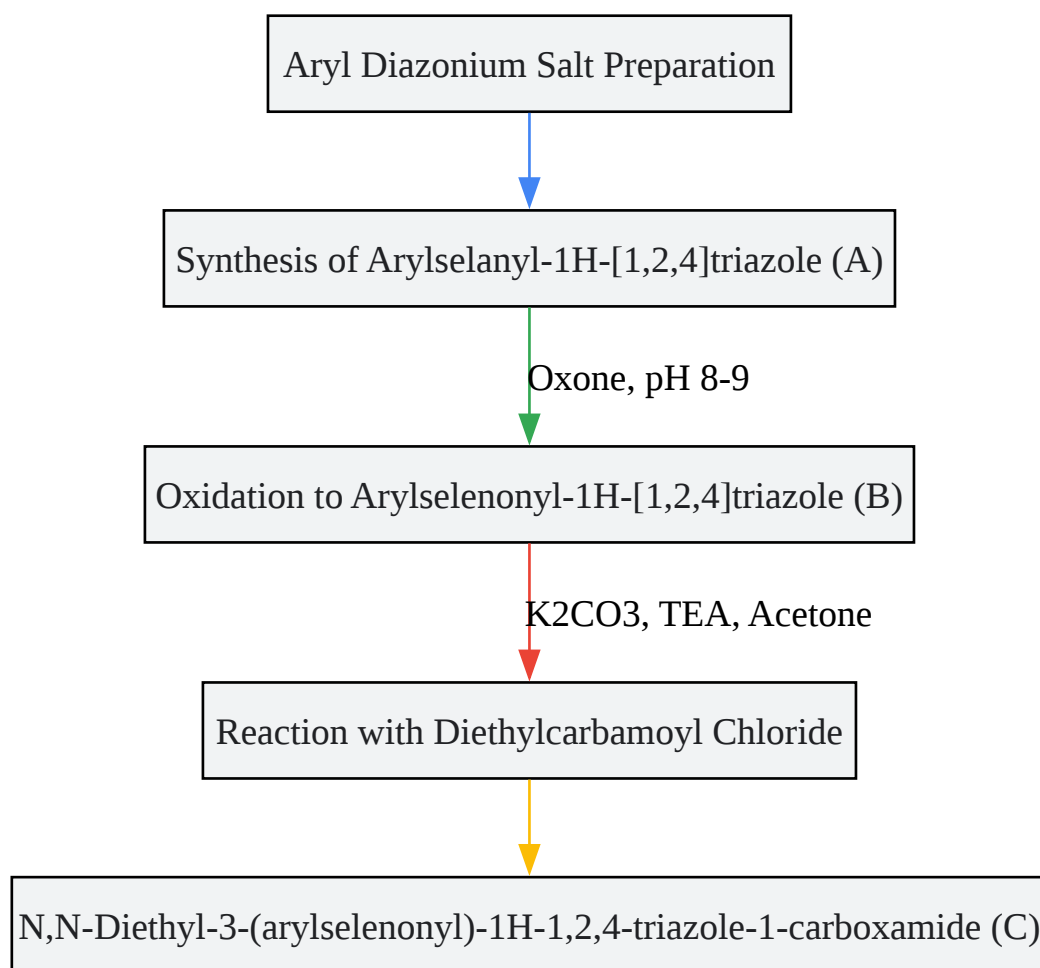 Aryl Diazonium Salt Preparation
Synthesis of Arylselanyl-1H-[1,2,4]triazole (A)
Oxone, pH 8-9
Oxidation to Arylselenonyl-1H-[1,2,4]triazole (B)
K2CO3, TEA, Acetone
Reaction with Diethylcarbamoyl Chloride
N,N-Diethyl-3-(arylselenonyl)-1H-1,2,4-triazole-1-carboxamide (C)